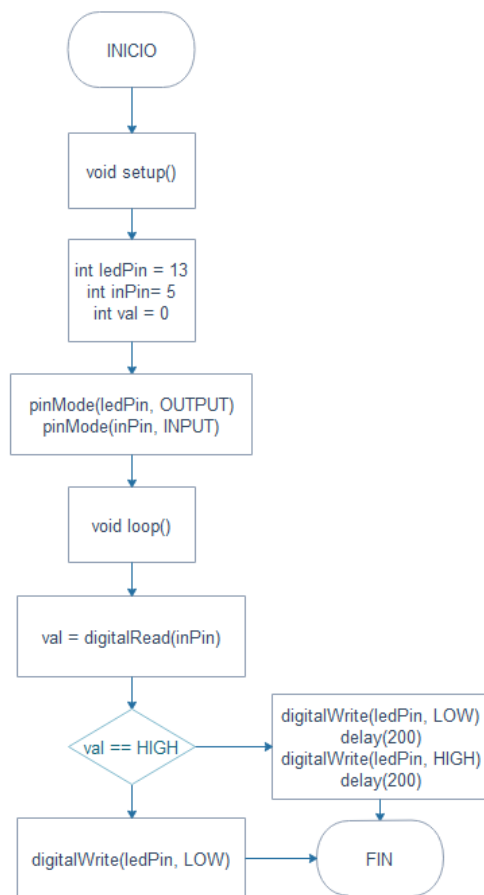 INICIO
void setup()
int ledPin = 13
int inPin= 5
int val = 0
pinMode(ledPin, OUTPUT)
pinMode(inPin, INPUT)
void loop()
val = digitalRead(inPin)
val == HIGH
digitalWrite(ledPin, LOW)
delay(200)
digitalWrite(ledPin, HIGH)
delay(200)
digitalWrite(ledPin, LOW)
FIN